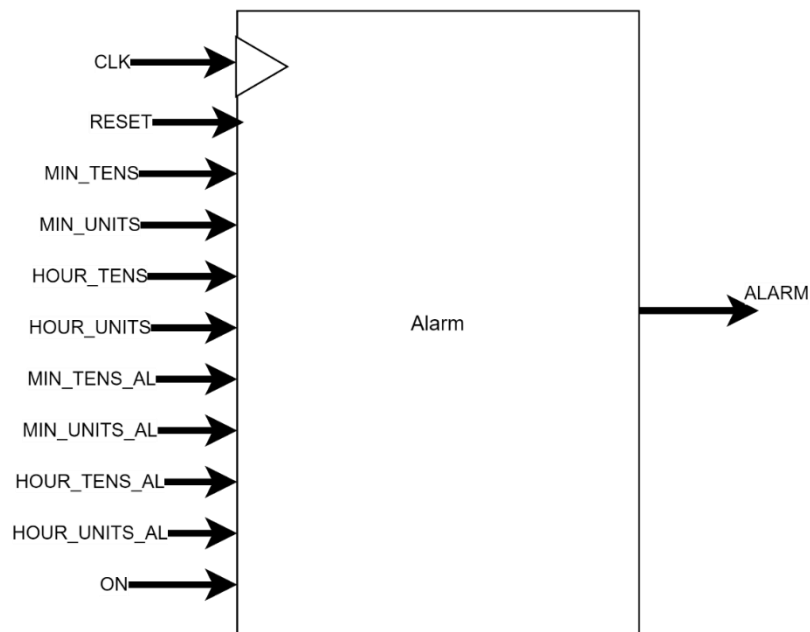 CLK
RESET
MIN_TENS
MIN_UNITS
HOUR_TENS
HOUR_UNITS
MIN_TENS_AL
MIN_UNITS_AL
HOUR_TENS_AL
HOUR_UNITS_AL
ON
Alarm
ALARM